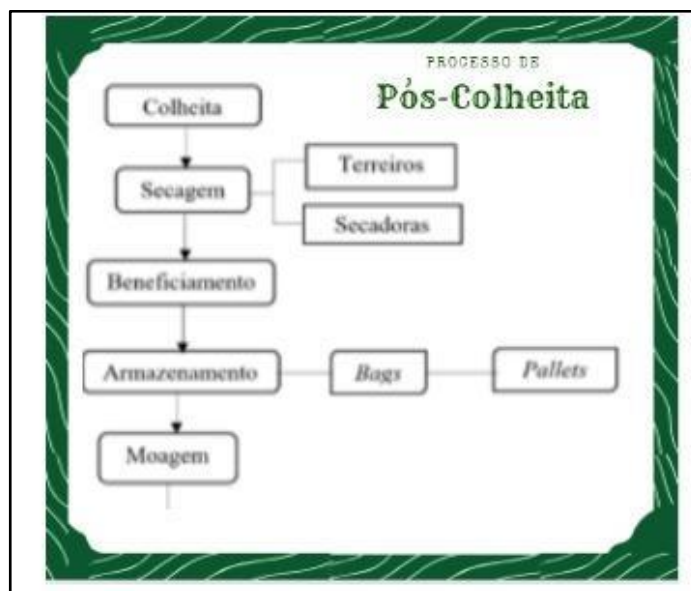 PROCESSO DE
Pós-Colheita
Colheita
Secagem
Terreiros
Secadoras
Beneficiamento
Armazenamento
Bags
Pallets
Moagem